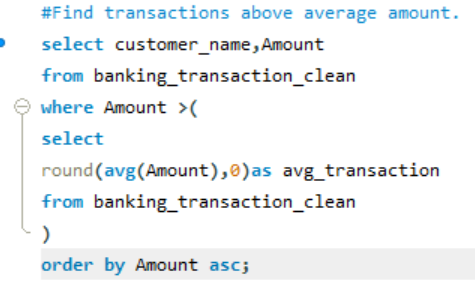 #Find transactions above average amount.
select customer_name,Amount
from banking_transaction_clean
where Amount >(
select
round(avg(Amount),0)as avg_transaction
from banking_transaction_clean
)
order by Amount asc;